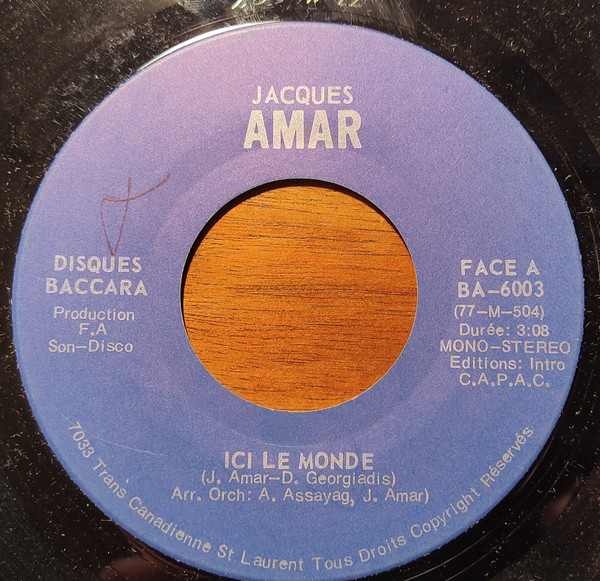 JACQUES
AMAR
DISQUES
BACCARA
Production
F.A
Son-Disco
FACE A
BA-6003
(77-M-504)
Durée: 3:08
MONO-STEREO
Editions: Intro
C.A.P.A.C.
ICI LE MONDE
(J. Amar-D. Georgiadis)
Arr. Orch: A. Assayag, J. Amar)
7033 Trans Canadienne St Laurent Tous Droits Copyright Réservés